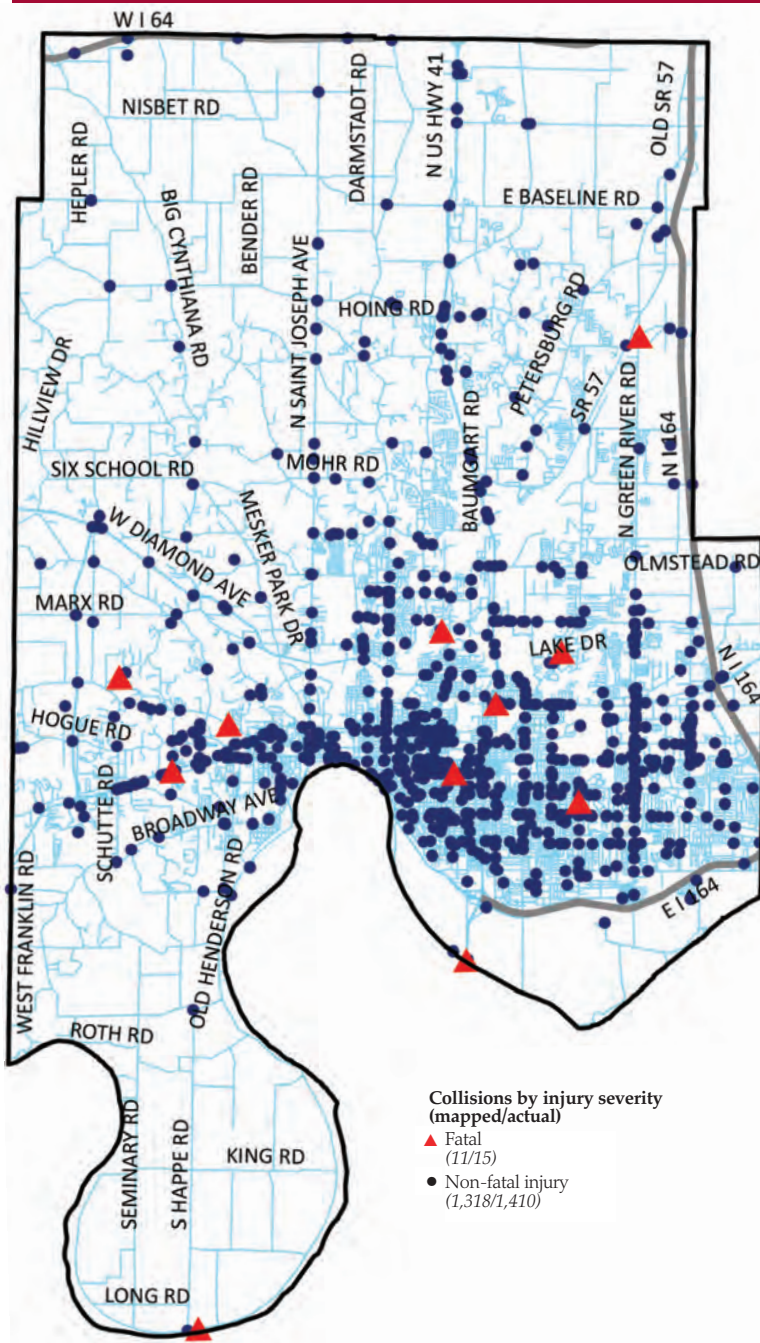 W I 64
NISBET RD
HEPLER RD
BIG CYNTHIANA RD
BENDER RD
DARMSTADT RD
N US HWY 41
OLD SR 57
E BASELINE RD
N SAINT JOSEPH AVE
HOING RD
PETERSBURG RD
SR 57
HILLVIEW DR
SIX SCHOOL RD
MOHR RD
BAUMGART RD
N GREEN RIVER RD
N I 164
W DIAMOND AVE
MESKER PARK DR
OLMSTEAD RD
MARX RD
LAKE DR
N I 164
HOGUE RD
SCHUTTE RD
BROADWAY AVE
WEST FRANKLIN RD
OLD HENDERSON RD
E I 164
ROTH RD
SEMINARY RD
S HAPPE RD
KING RD
LONG RD
Collisions by injury severity
(mapped/actual)
Fatal
(11/15)
Non-fatal injury
(1,318/1,410)